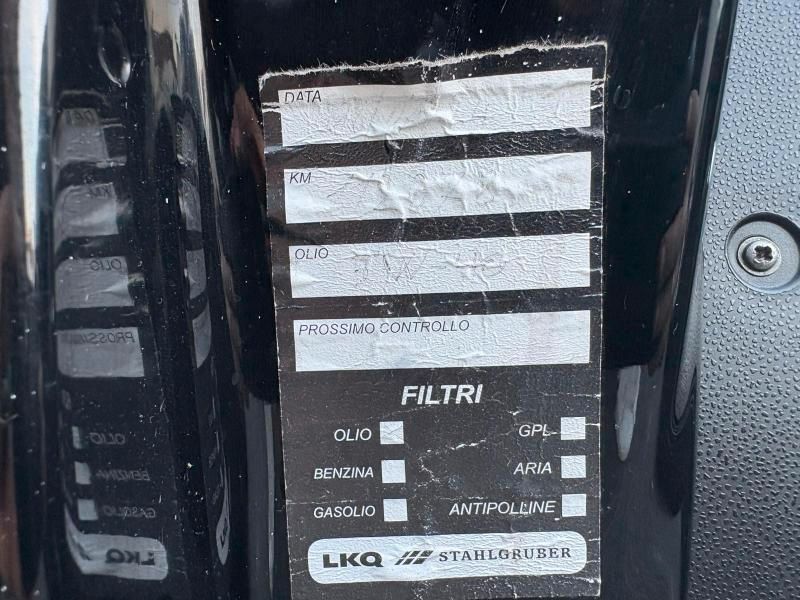 DATA
KM
OLIO
PROSSIMO CONTROLLO
FILTRI
OLIO GPL
BENZINA ARIA
GASOLIO ANTIPOLLINE
LKQ STAHLGRUBER